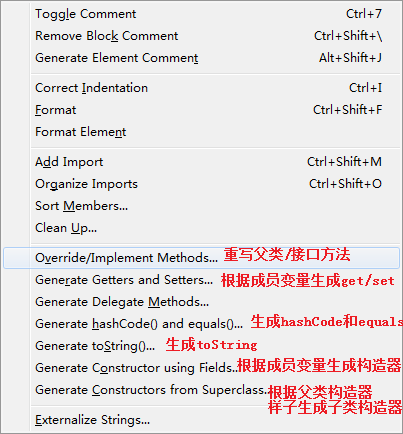 Toggle Comment Ctrl+7
Remove Block Comment Ctrl+Shift+\
Generate Element Comment Alt+Shift+J
Correct Indentation Ctrl+I
Format Ctrl+Shift+F
Format Element
Add Import Ctrl+Shift+M
Organize Imports Ctrl+Shift+O
Sort Members...
Clean Up...
Override/Implement Methods... 重写父类/接口方法
Generate Getters and Setters... 根据成员变量生成get/set
Generate Delegate Methods...
Generate hashCode() and equals()... 生成hashCode和equals
Generate toString()... 生成toString
Generate Constructor using Fields... 根据成员变量生成构造器
Generate Constructors from Superclass... 根据父类构造器
样子生成子类构造器
Externalize Strings...